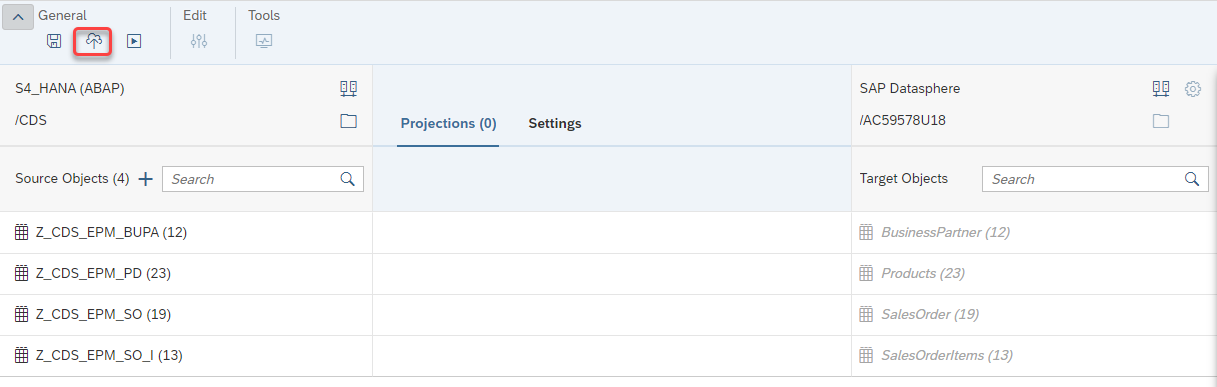 General Edit Tools
S4_HANA (ABAP) SAP Datasphere
/CDS Projections (0) Settings /AC59578U18
Source Objects (4) Search Target Objects Search
Z_CDS_EPM_BUPA (12) BusinessPartner (12)
Z_CDS_EPM_PD (23) Products (23)
Z_CDS_EPM_SO (19) SalesOrder (19)
Z_CDS_EPM_SO_I (13) SalesOrderItems (13)